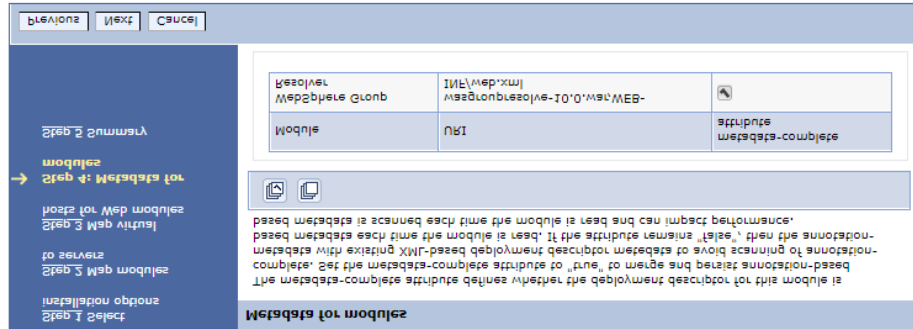 Step 1 Select
installation options
Step 2 Map modules
to servers
Step 3 Map virtual
hosts for Web modules
Step 4: Metadata for
modules
Step 5 Summary
Metadata for modules
The metadata-complete attribute defines whether the deployment descriptor for this module is
complete. Set the metadata-complete attribute to "true" to merge and persist annotation-based
metadata with existing XML-based deployment descriptor metedata to avoid scanning of annotation-
based metadata each time the module is read. If the attribute remains "false", then the annotation-
based metadata is scanned each time the module is read and can impact performance.
Module URI metadata-complete
attribute
WebSphere Group wasgroupresolve-10.0.war,WEB-
Resolver INF/web.xml
Previous Next Cancel